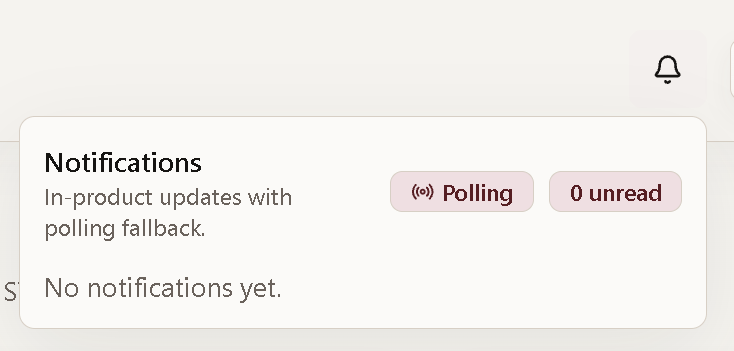 Notifications
In-product updates with
polling fallback.
Polling
0 unread
No notifications yet.